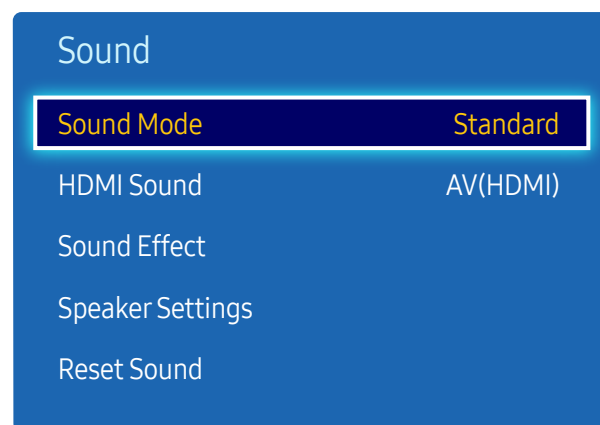 Sound
Sound Mode Standard
HDMI Sound AV(HDMI)
Sound Effect
Speaker Settings
Reset Sound